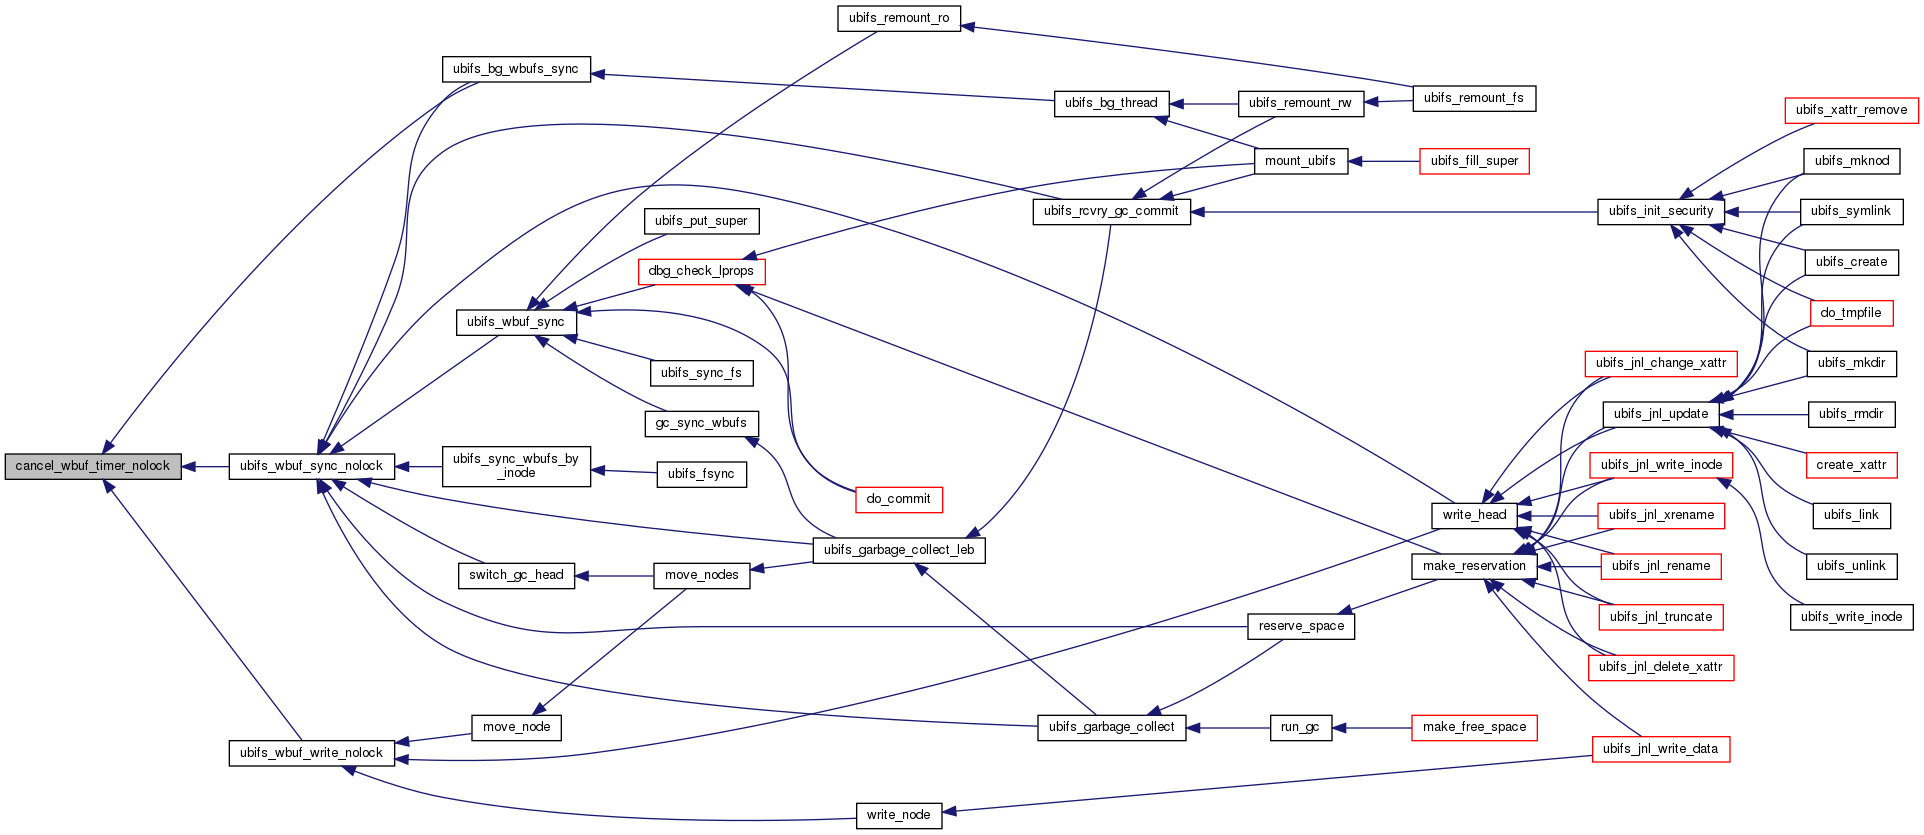 cancel_wbuf_timer_nolock
ubifs_bg_wbufs_sync
ubifs_wbuf_sync_nolock
ubifs_wbuf_write_nolock
ubifs_wbuf_sync
ubifs_sync_wbufs_by
_inode
switch_gc_head
move_node
ubifs_remount_ro
ubifs_put_super
dbg_check_lprops
ubifs_sync_fs
gc_sync_wbufs
ubifs_fsync
do_commit
ubifs_garbage_collect_leb
move_nodes
write_node
ubifs_bg_thread
ubifs_rcvry_gc_commit
ubifs_garbage_collect
ubifs_remount_rw
mount_ubifs
reserve_space
run_gc
ubifs_remount_fs
ubifs_fill_super
write_head
make_reservation
make_free_space
ubifs_init_security
ubifs_jnl_change_xattr
ubifs_jnl_update
ubifs_jnl_write_inode
ubifs_jnl_xrename
ubifs_jnl_rename
ubifs_jnl_truncate
ubifs_jnl_delete_xattr
ubifs_jnl_write_data
ubifs_xattr_remove
ubifs_mknod
ubifs_symlink
ubifs_create
do_tmpfile
ubifs_mkdir
ubifs_rmdir
create_xattr
ubifs_link
ubifs_unlink
ubifs_write_inode